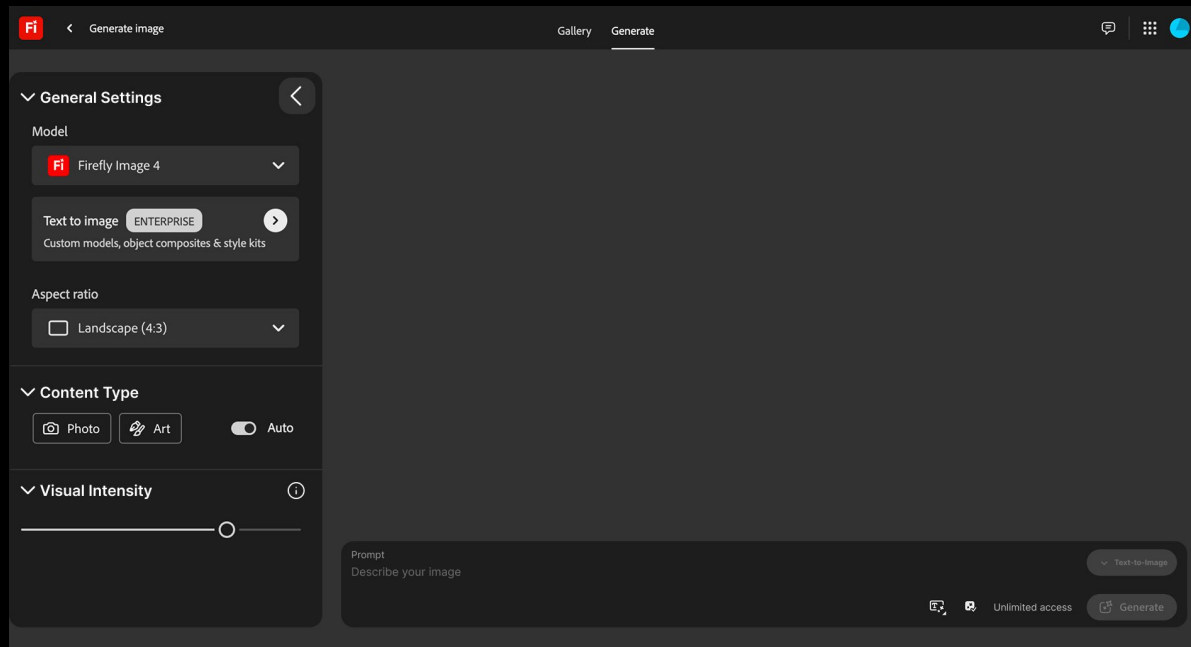 Fi
Generate image
Gallery
Generate
General Settings
Model
Fi
Firefly Image 4
Text to image
ENTERPRISE
Custom models, object composites & style kits
Aspect ratio
Landscape (4:3)
Content Type
Photo
Art
Auto
Visual Intensity
Prompt
Describe your image
Text-to-Image
Unlimited access
Generate